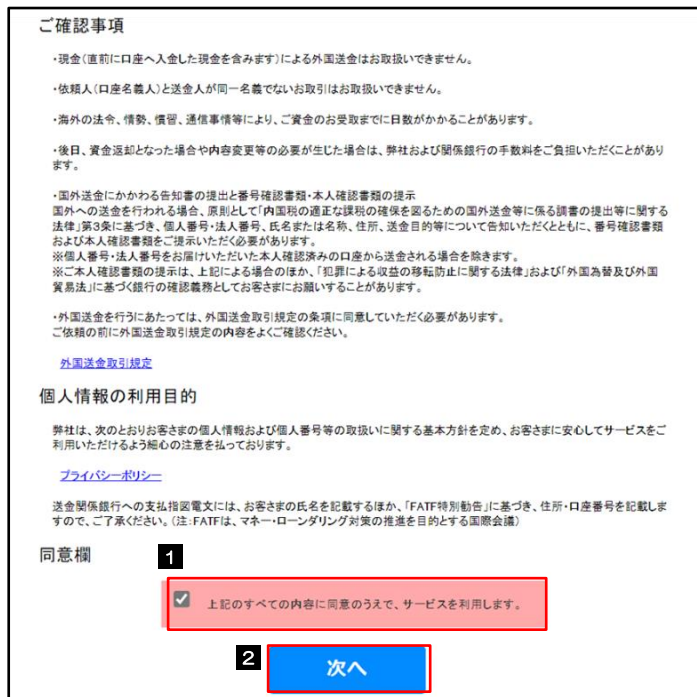 ご確認事項
・現金(直前に口座へ入金した現金を含みます)による外国送金はお取扱いできません。
・依頼人(口座名義人)と送金人が同一名義でないお取引はお取扱いできません。
・海外の法令、情勢、慣習、通信事情等により、ご資金のお受取までに日数がかかることがあります。
・後日、資金返却となった場合や内容変更等の必要が生じた場合は、弊社および関係銀行の手数料をご負担いただくことがあり
ます。
・国外送金にかかわる告知書の提出と番号確認書類・本人確認書類の提示
国外への送金を行われる場合、原則として「内国税の適正な課税の確保を図るための国外送金等に係る調書の提出等に関する
法律」第3条に基づき、個人番号・法人番号、氏名または名称、住所、送金目的等について告知いただくとともに、番号確認書類
および本人確認書類をご提示いただく必要があります。
※個人番号・法人番号をお届けいただいた本人確認済みの口座から送金される場合を除きます。
※ご本人確認書類の提示は、上記による場合のほか、「犯罪による収益の移転防止に関する法律」および「外国為替及び外国
貿易法」に基づく銀行の確認義務としてお客さまにお願いすることがあります。
・外国送金を行うにあたっては、外国送金取引規定の条項に同意していただく必要があります。
ご依頼の前に外国送金取引規定の内容をよくご確認ください。
外国送金取引規定
個人情報の利用目的
弊社は、次のとおりお客さまの個人情報および個人番号等の取扱いに関する基本方針を定め、お客さまに安心してサービスをご
利用いただけるよう細心の注意を払っております。
プライバシーポリシー
送金関係銀行への支払指図電文には、お客さまの氏名を記載するほか、「FATF特別勧告」に基づき、住所・口座番号を記載しま
すので、ご了承ください。(注:FATFは、マネー・ローンダリング対策の推進を目的とする国際会議)
同意欄
1
上記のすべての内容に同意のうえで、サービスを利用します。
2
次へ